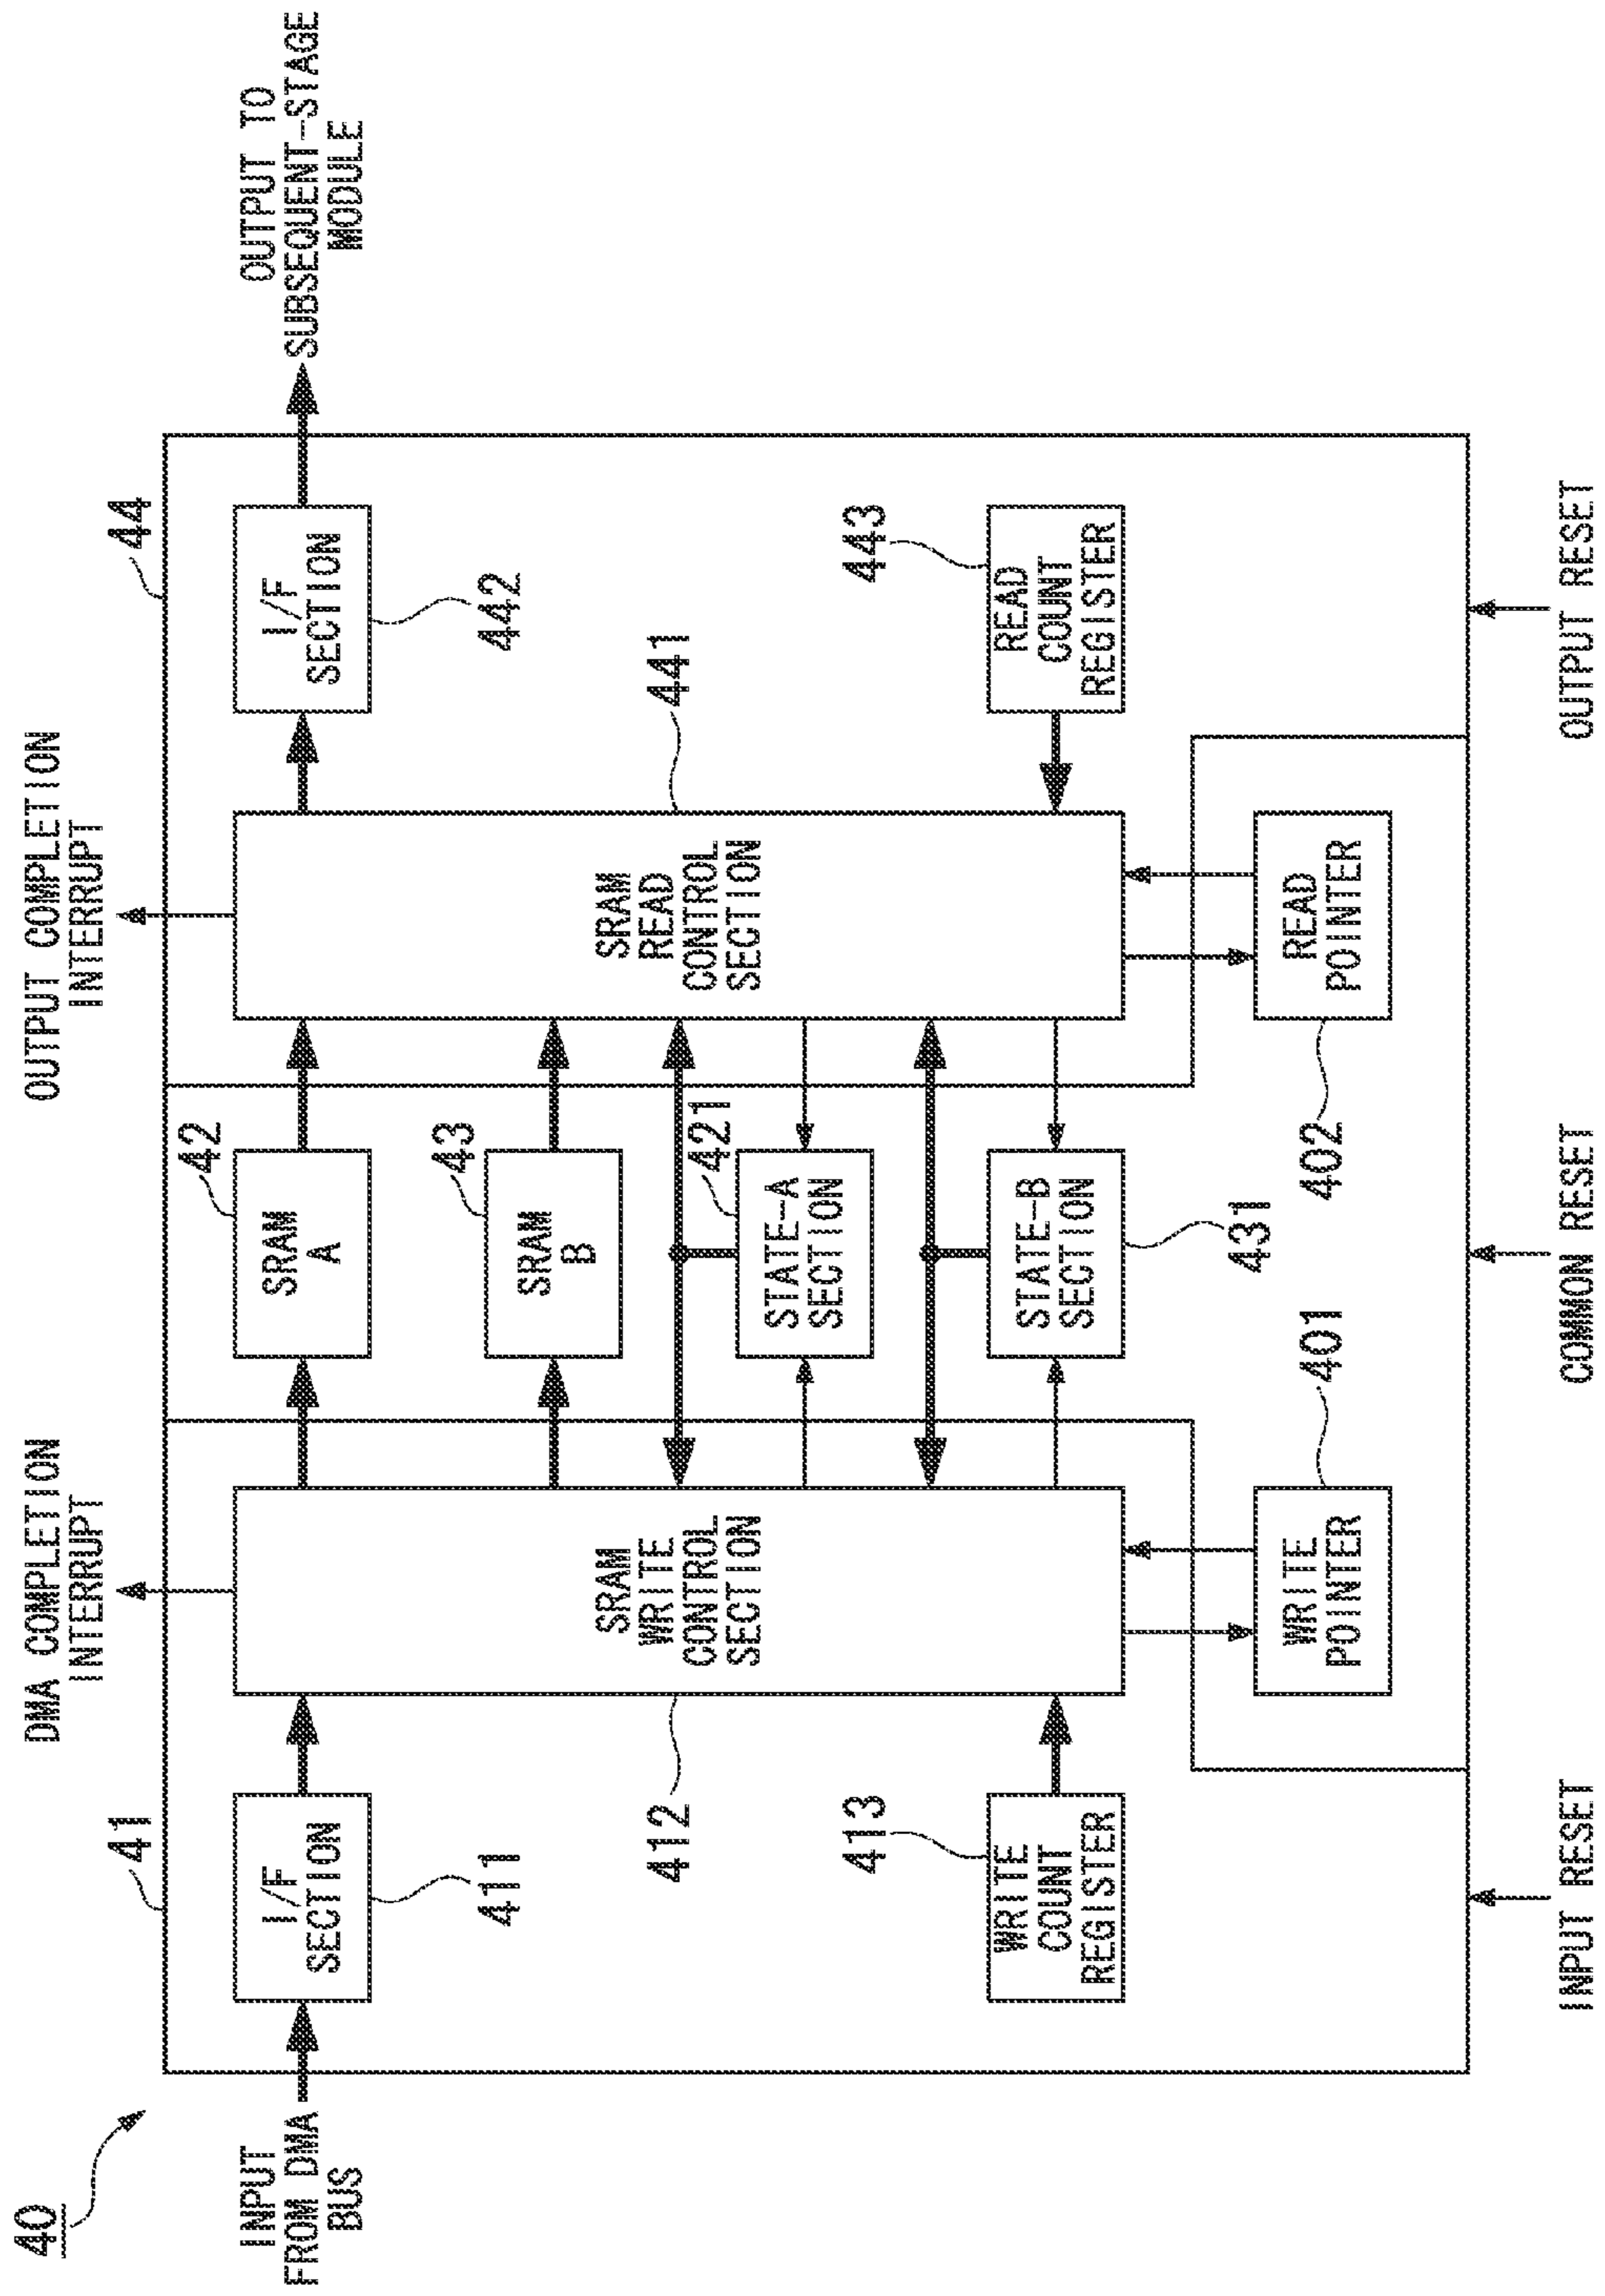 40
INPUT
FROM DMA
BUS
41
DMA COMPLETION
INTERRUPT
OUTPUT COMPLETION
INTERRUPT
44
OUTPUT TO
SUBSEQUENT-STAGE
MODULE
I/F
SECTION
411
SRAM
WRITE
CONTROL
SECTION
412
WRITE
COUNT
REGISTER
413
WRITE
POINTER
401
42
SRAM
A
43
SRAM
B
421
STATE-A
SECTION
STATE-B
SECTION
431
SRAM
READ
CONTROL
SECTION
441
I/F
SECTION
442
443
READ
COUNT
REGISTER
READ
POINTER
402
INPUT RESET
COMMON RESET
OUTPUT RESET